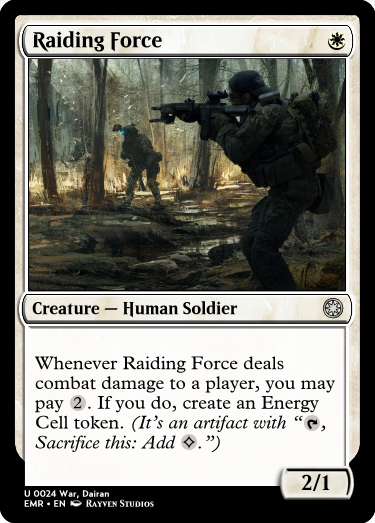 Raiding Force
Creature — Human Soldier
Whenever Raiding Force deals
combat damage to a player, you may
pay 2. If you do, create an Energy
Cell token. (It's an artifact with “T,
Sacrifice this: Add C.”)
2/1
U 0024 War, Dairan
EMR • EN Rayven Studios